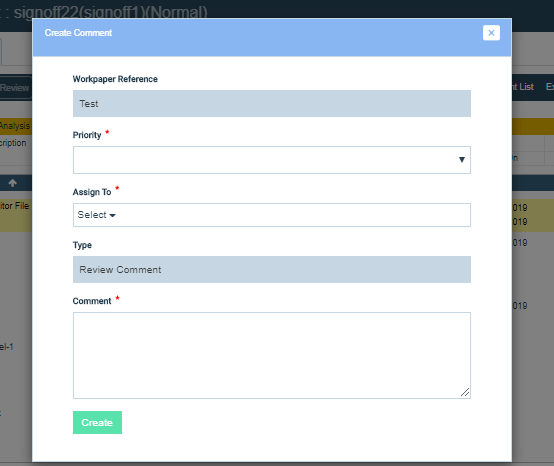 : signoff22(signoff1)(Normal)
Create Comment
×
Review
nt List
Ex
Analysis
cription
itor File
019
019
019
019
el-1
Workpaper Reference
Test
Priority *
Assign To *
Select
Type
Review Comment
Comment *
Create